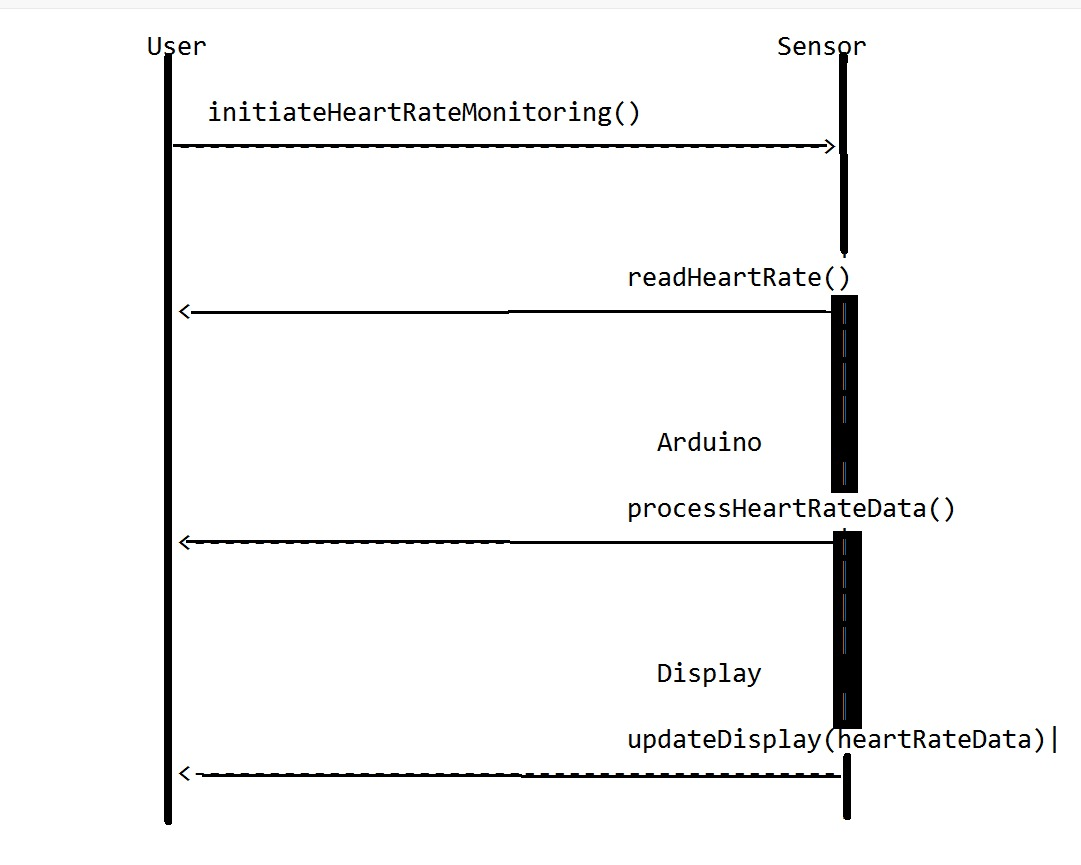 User Sensor
initiateHeartRateMonitoring()
readHeartRate()
Arduino
processHeartRateData()
Display
updateDisplay(heartRateData)|